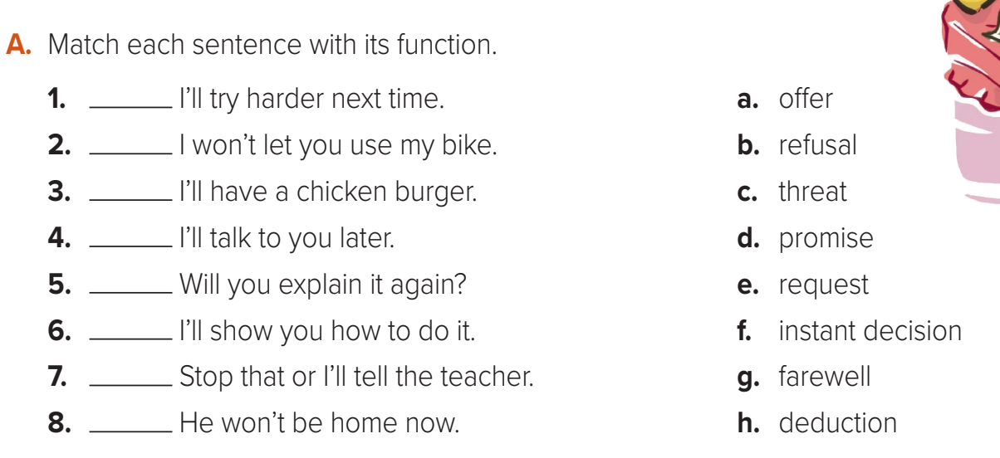 A. Match each sentence with its function.
1. ______ I'll try harder next time. a. offer
2. ______ I won't let you use my bike. b. refusal
3. ______ I'll have a chicken burger. c. threat
4. ______ I'll talk to you later. d. promise
5. ______ Will you explain it again? e. request
6. ______ I'll show you how to do it. f. instant decision
7. ______ Stop that or I'll tell the teacher. g. farewell
8. ______ He won't be home now. h. deduction